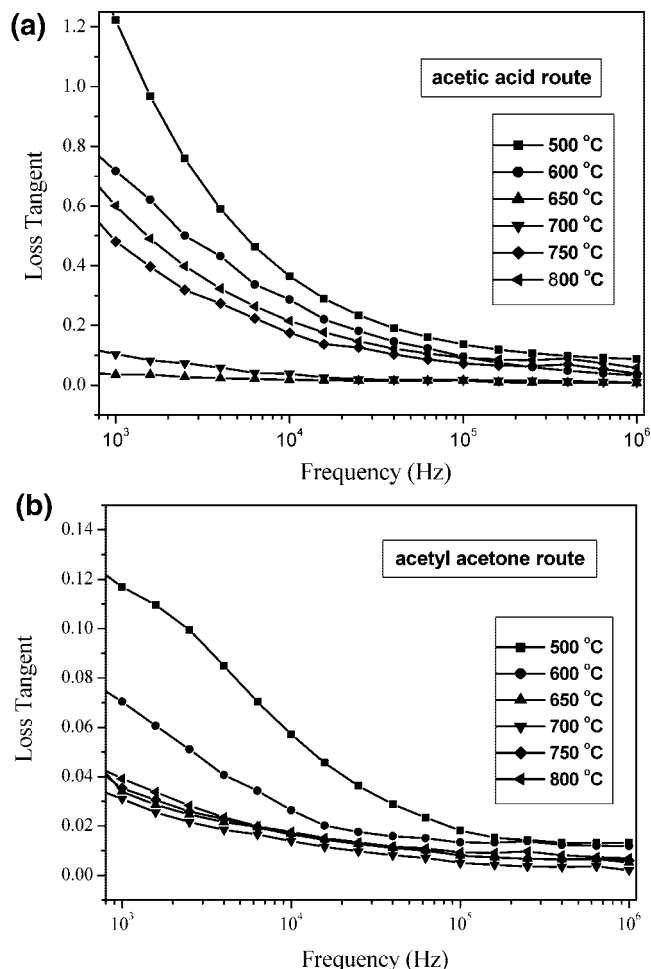 (a)
acetic acid route
500 °C
600 °C
650 °C
700 °C
750 °C
800 °C
Loss Tangent
1.2
1.0
0.8
0.6
0.4
0.2
0.0
10³ 10⁴ 10⁵ 10⁶
Frequency (Hz)
(b)
acetyl acetone route
500 °C
600 °C
650 °C
700 °C
750 °C
800 °C
Loss Tangent
0.14
0.12
0.10
0.08
0.06
0.04
0.02
0.00
10³ 10⁴ 10⁵ 10⁶
Frequency (Hz)